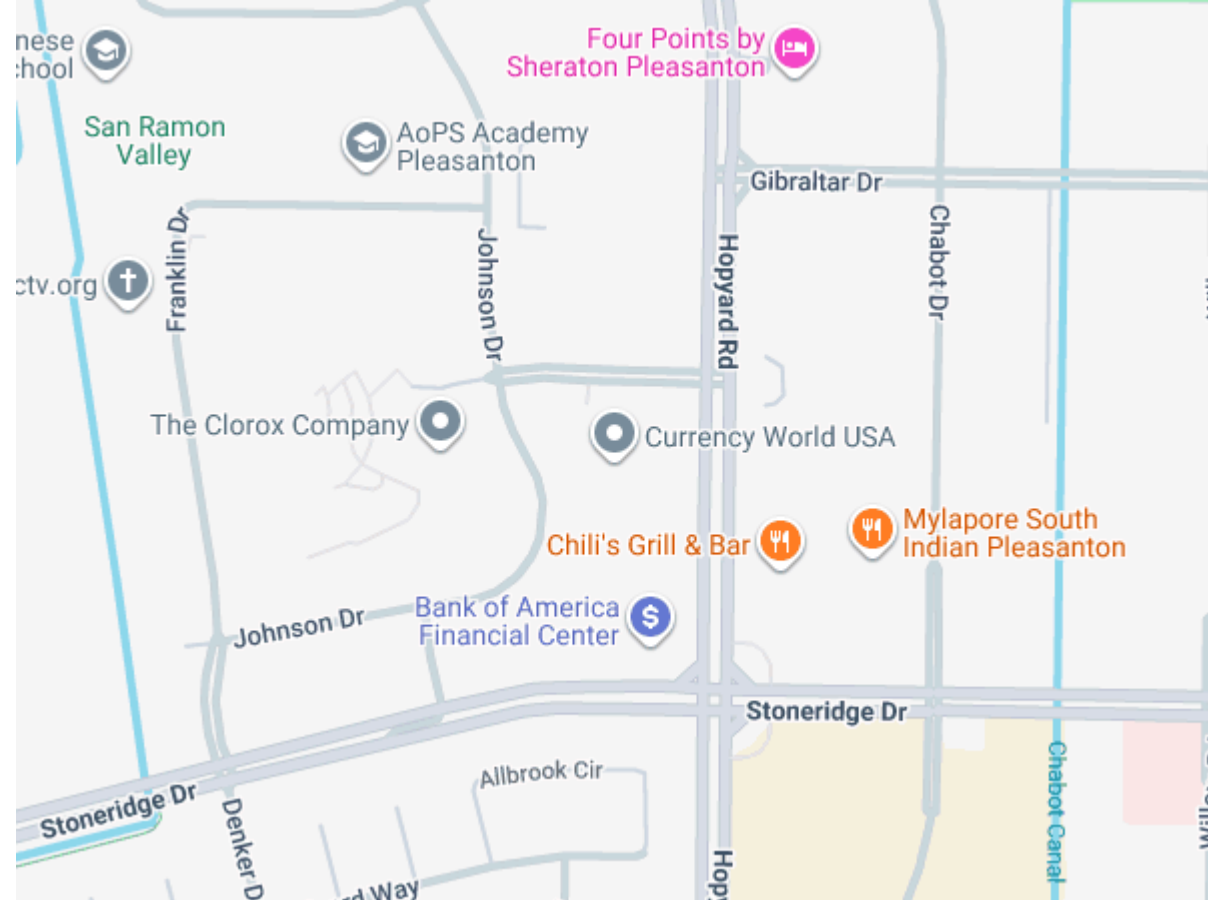 nese
chool
Four Points by
Sheraton Pleasanton
San Ramon
Valley
AoPS Academy
Pleasanton
Gibraltar Dr
Franklin Dr
Johnson Dr
Hopyard Rd
Chabot Dr
ctv.org
The Clorox Company
Currency World USA
Chili's Grill & Bar
Mylapore South
Indian Pleasanton
Bank of America
Financial Center
Johnson Dr
Stoneridge Dr
Allbrook Cir
Stoneridge Dr
Denker D
Chabot Canal
Hopy
rd Way